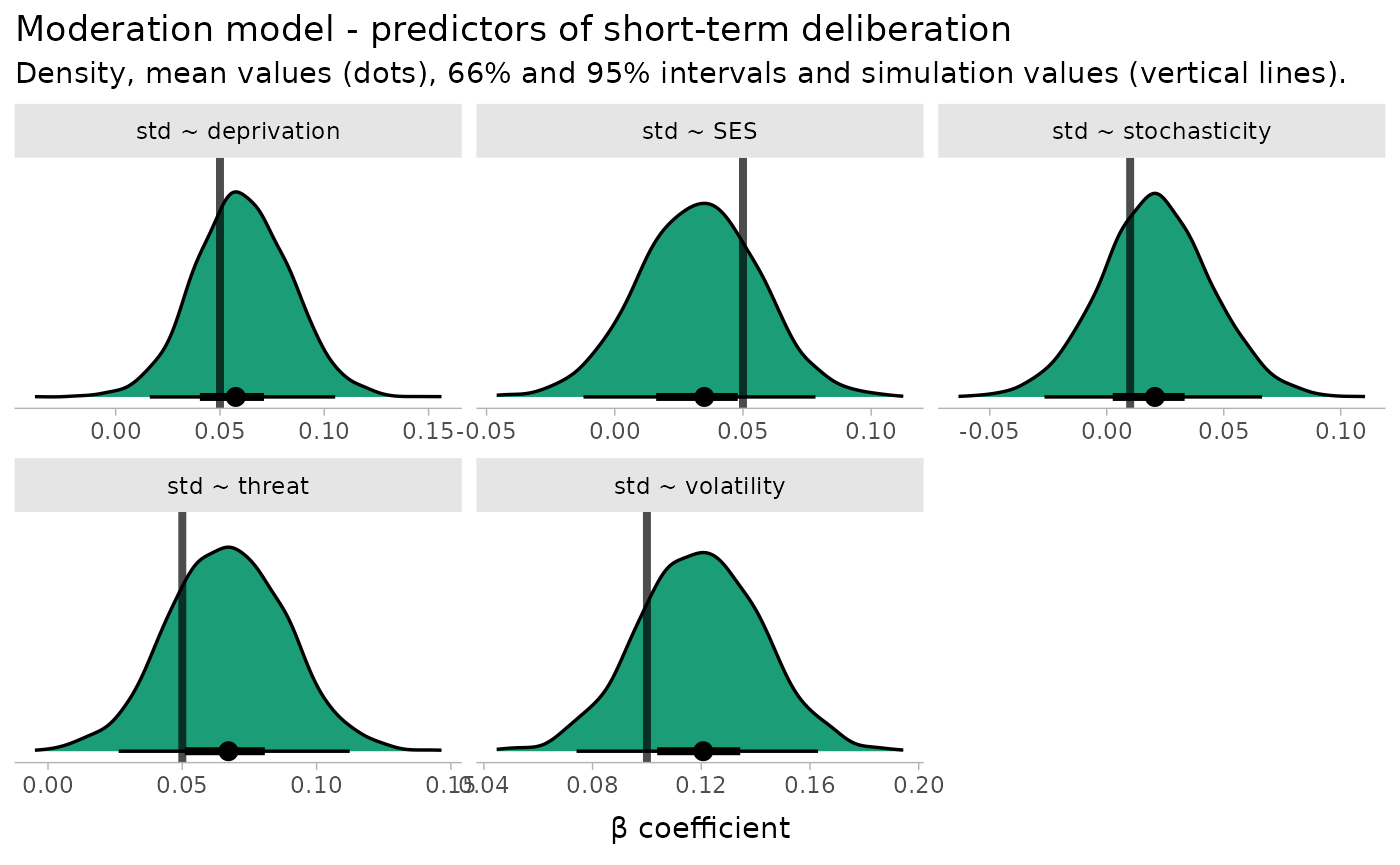 Moderation model - predictors of short-term deliberation
Density, mean values (dots), 66% and 95% intervals and simulation values (vertical lines).
std ~ deprivation
std ~ SES
std ~ stochasticity
0.00 0.05 0.10 0.15
-0.05 0.00 0.05 0.10
-0.05 0.00 0.05 0.10
std ~ threat
std ~ volatility
0.00 0.05 0.10 0.15
0.04 0.08 0.12 0.16 0.20
β coefficient